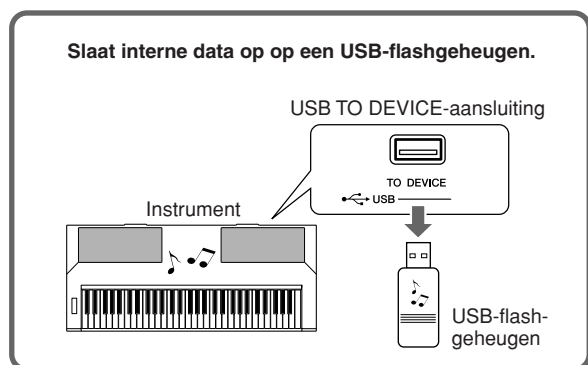 Slaat interne data op op een USB-flashgeheugen.
USB TO DEVICE-aansluiting
TO DEVICE
USB
Instrument
USB-flash-
geheugen